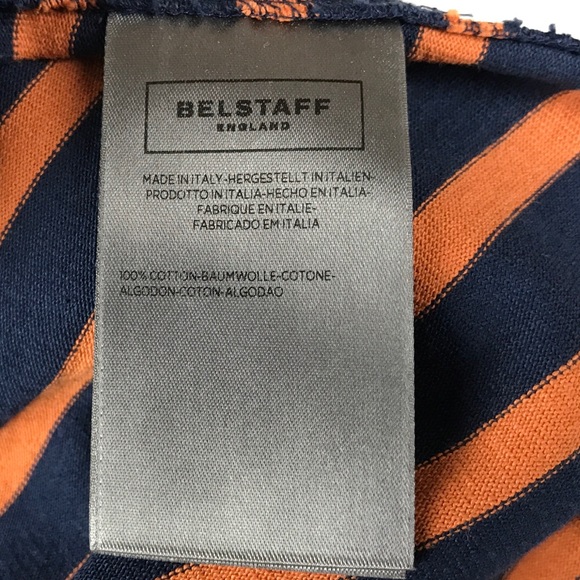 BELSTAFF
ENGLAND
MADE IN ITALY-HERGESTELLT IN ITALIEN-
PRODOTTO IN ITALIA-HECHO EN ITALIA-
FABRIQUE EN ITALIE-
FABRICADO EM ITALIA
100% COTTON-BAUMWOLLE-COTONE-
ALGODON-COTON-ALGODAO